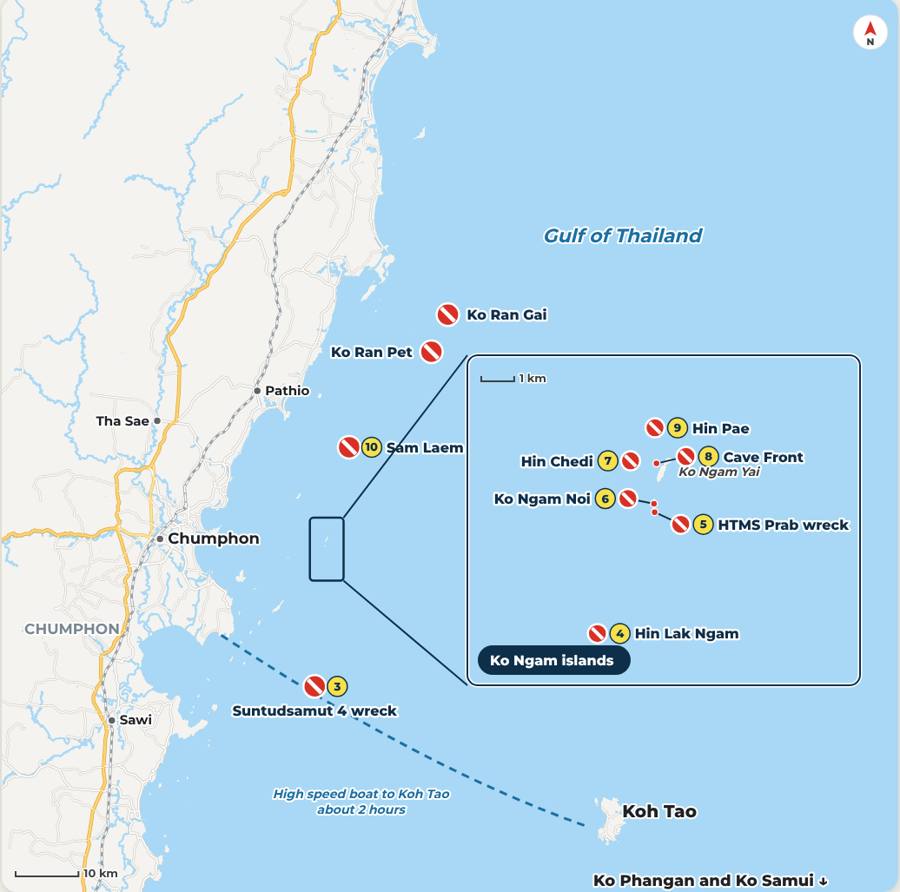 N
Gulf of Thailand
Ko Ran Gai
Ko Ran Pet
1 km
Pathio
Tha Sae
9 Hin Pae
10 Sam Laem
Hin Chedi 7
8 Cave Front
Ko Ngam Yai
Ko Ngam Noi 6
5 HTMS Prab wreck
Chumphon
CHUMPHON
4 Hin Lak Ngam
Ko Ngam islands
3
Suntudsamut 4 wreck
Sawi
High speed boat to Koh Tao
about 2 hours
Koh Tao
10 km
Ko Phangan and Ko Samui ↓